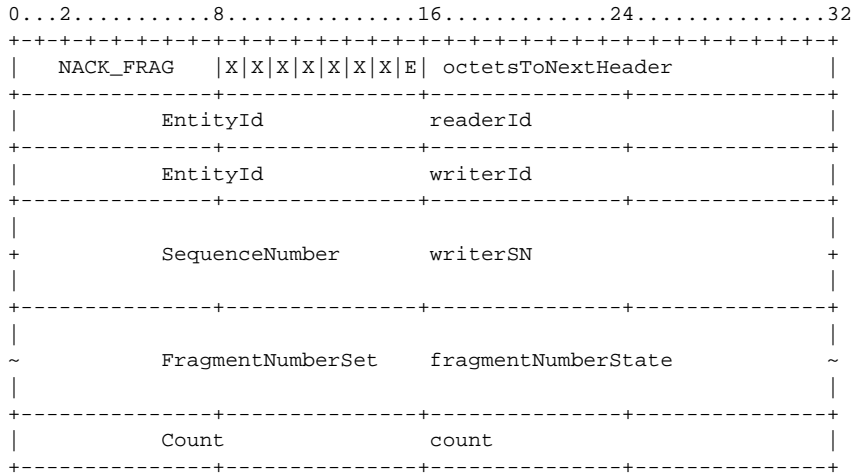 0...2...........8...............16.............24...............32
+-+-+-+-+-+-+-+-+-+-+-+-+-+-+-+-+-+-+-+-+-+-+-+-+-+-+-+-+-+-+-+-+
|   NACK_FRAG   |X|X|X|X|X|X|X|E| octetsToNextHeader            |
+---------------+---------------+---------------+---------------+
|           EntityId             readerId                       |
+---------------+---------------+---------------+---------------+
|           EntityId             writerId                       |
+---------------+---------------+---------------+---------------+
|                                                               |
+           SequenceNumber       writerSN                       +
|                                                               |
+---------------+---------------+---------------+---------------+
|                                                               |
~           FragmentNumberSet    fragmentNumberState            ~
|                                                               |
+---------------+---------------+---------------+---------------+
|           Count                count                          |
+---------------+---------------+---------------+---------------+